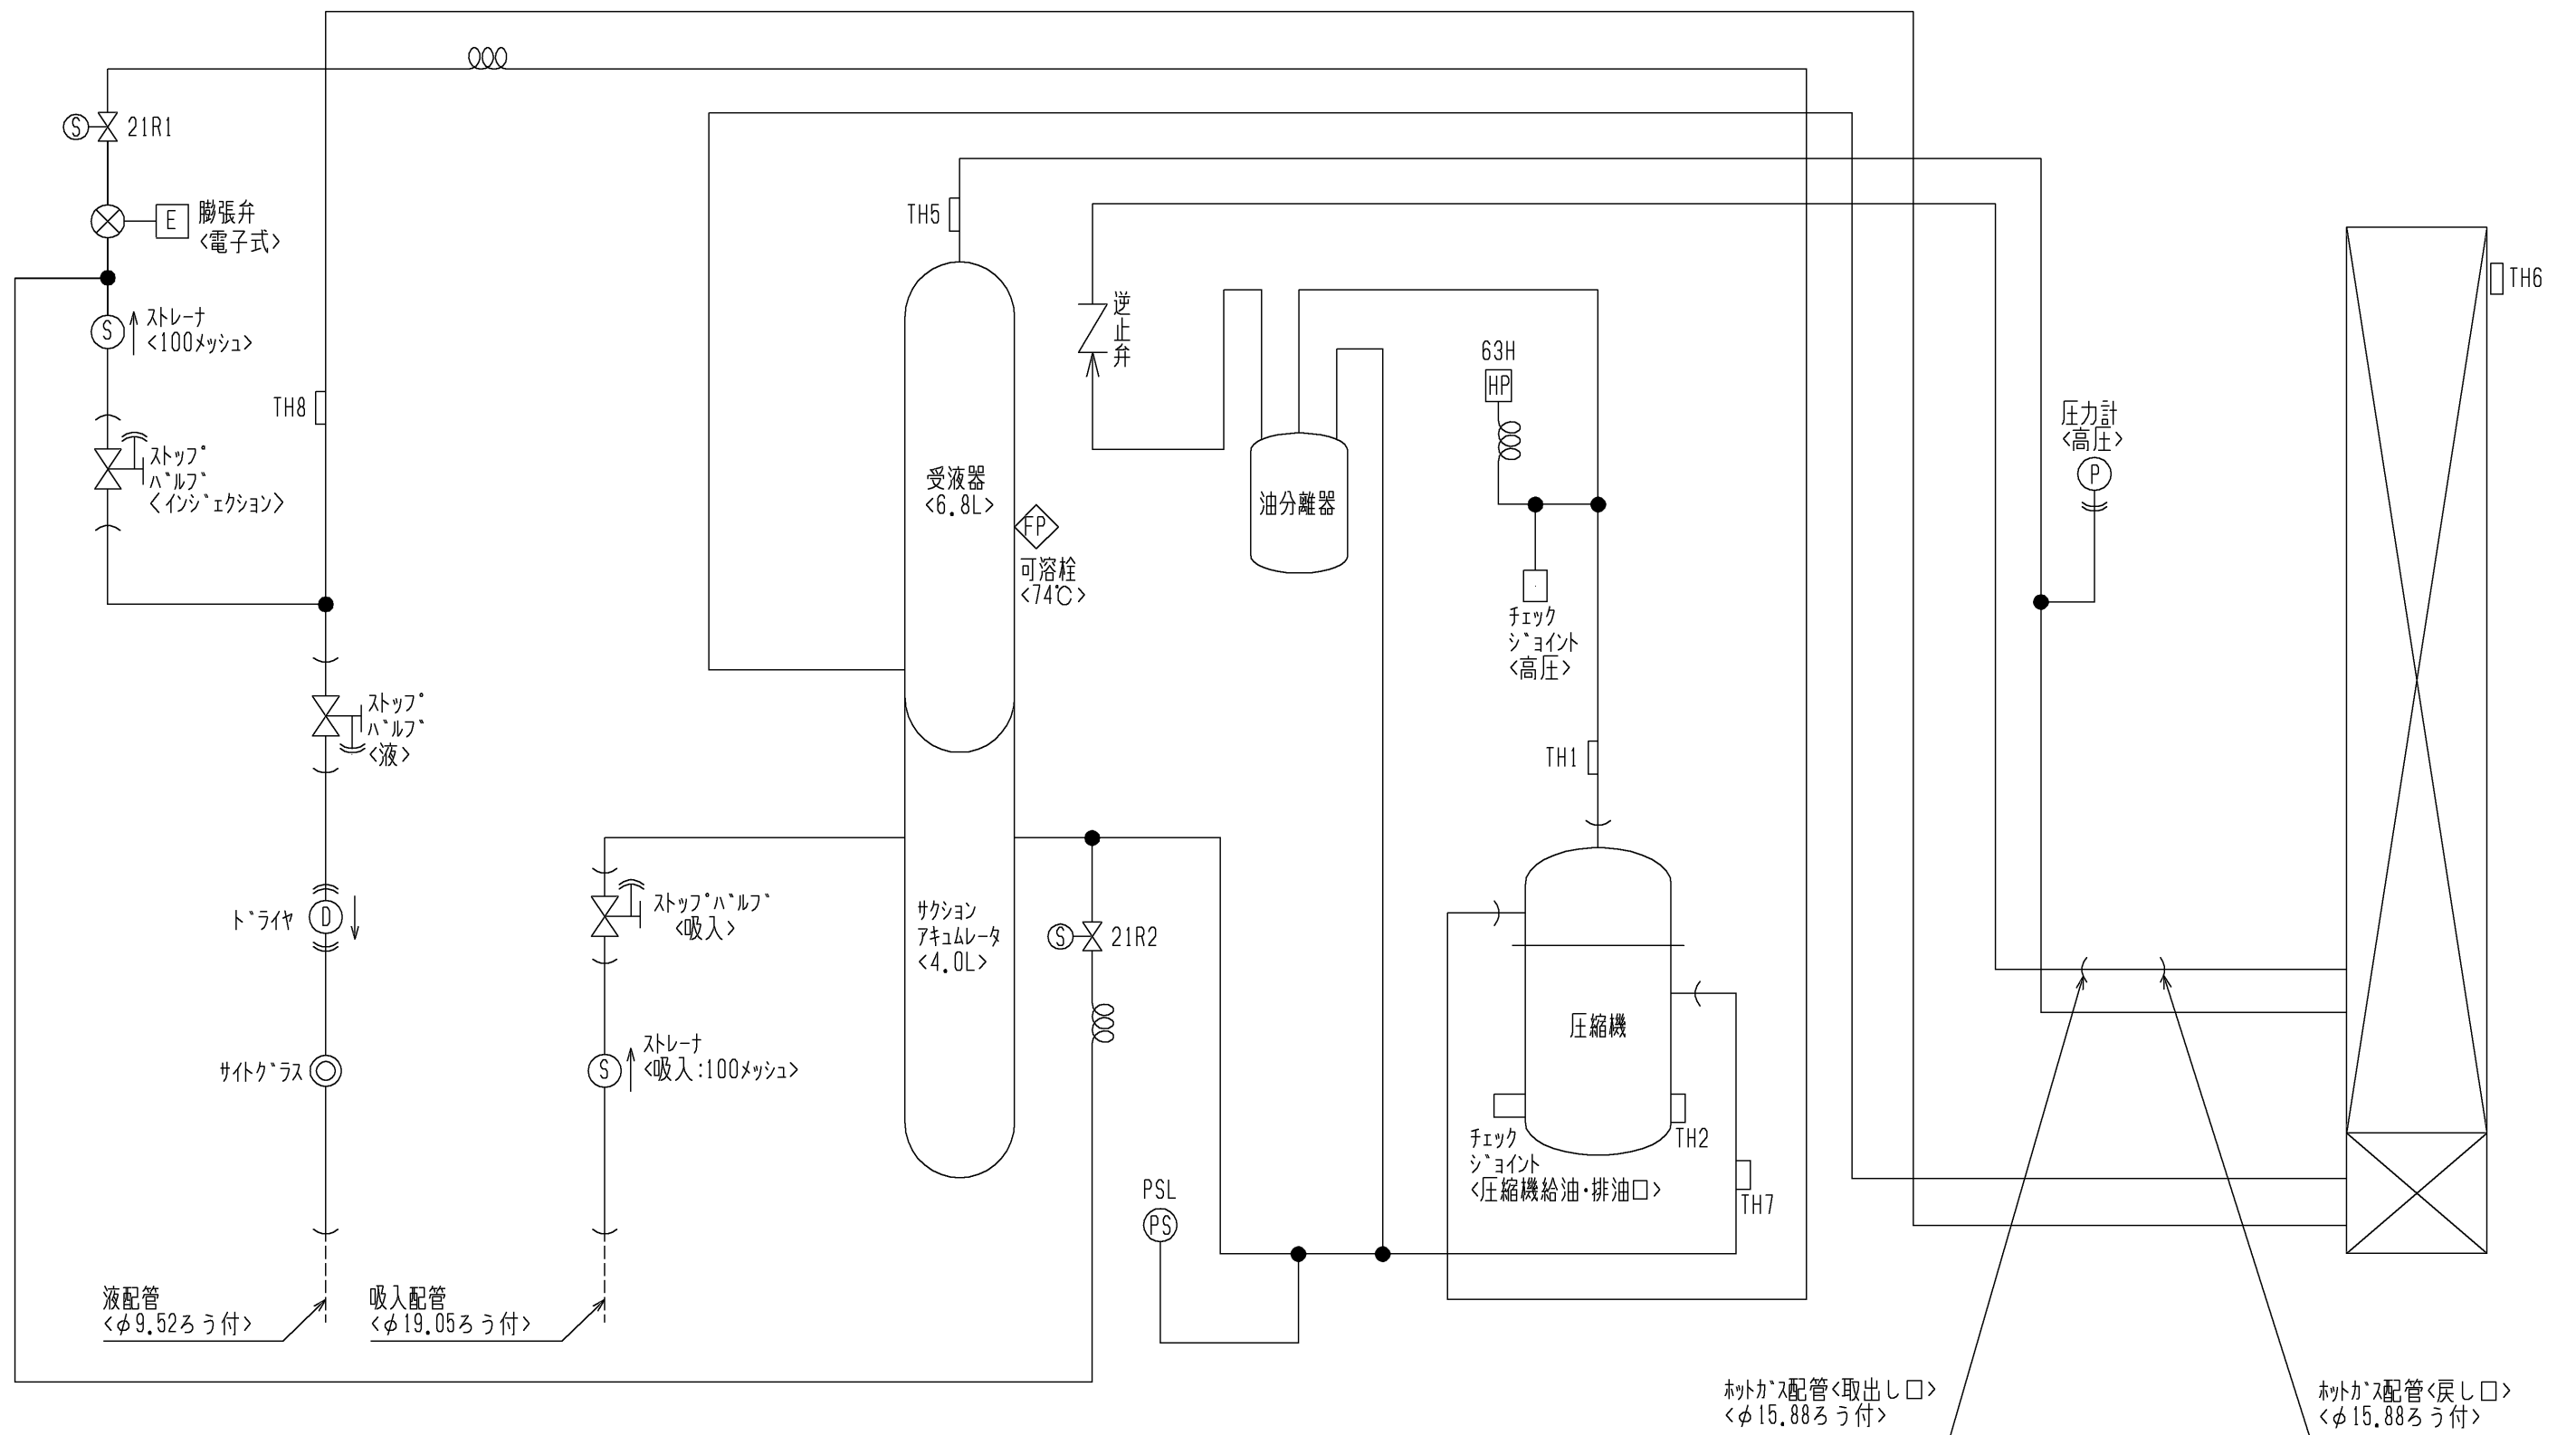 21R1
S
E
膨張弁
<電子式>
S
ストレーナ
<100メッシュ>
ストップ
バルブ
<インジェクション>
TH8
ストップ
バルブ
<液>
ドライヤ
D
サイトグラス
液配管
<φ9.52ろう付>
ストップバルブ
<吸入>
S
ストレーナ
<吸入:100メッシュ>
吸入配管
<φ19.05ろう付>
TH5
受液器
<6.8L>
FP
可溶栓
<74℃>
サクション
アキュムレータ
<4.0L>
S
21R2
逆止弁
油分離器
63H
HP
チェック
ジョイント
<高圧>
TH1
圧縮機
チェック
ジョイント
<圧縮機給油・排油口>
TH2
TH7
PSL
PS
圧力計
<高圧>
P
TH6
ホットガス配管<取出し口>
<φ15.88ろう付>
ホットガス配管<戻し口>
<φ15.88ろう付>